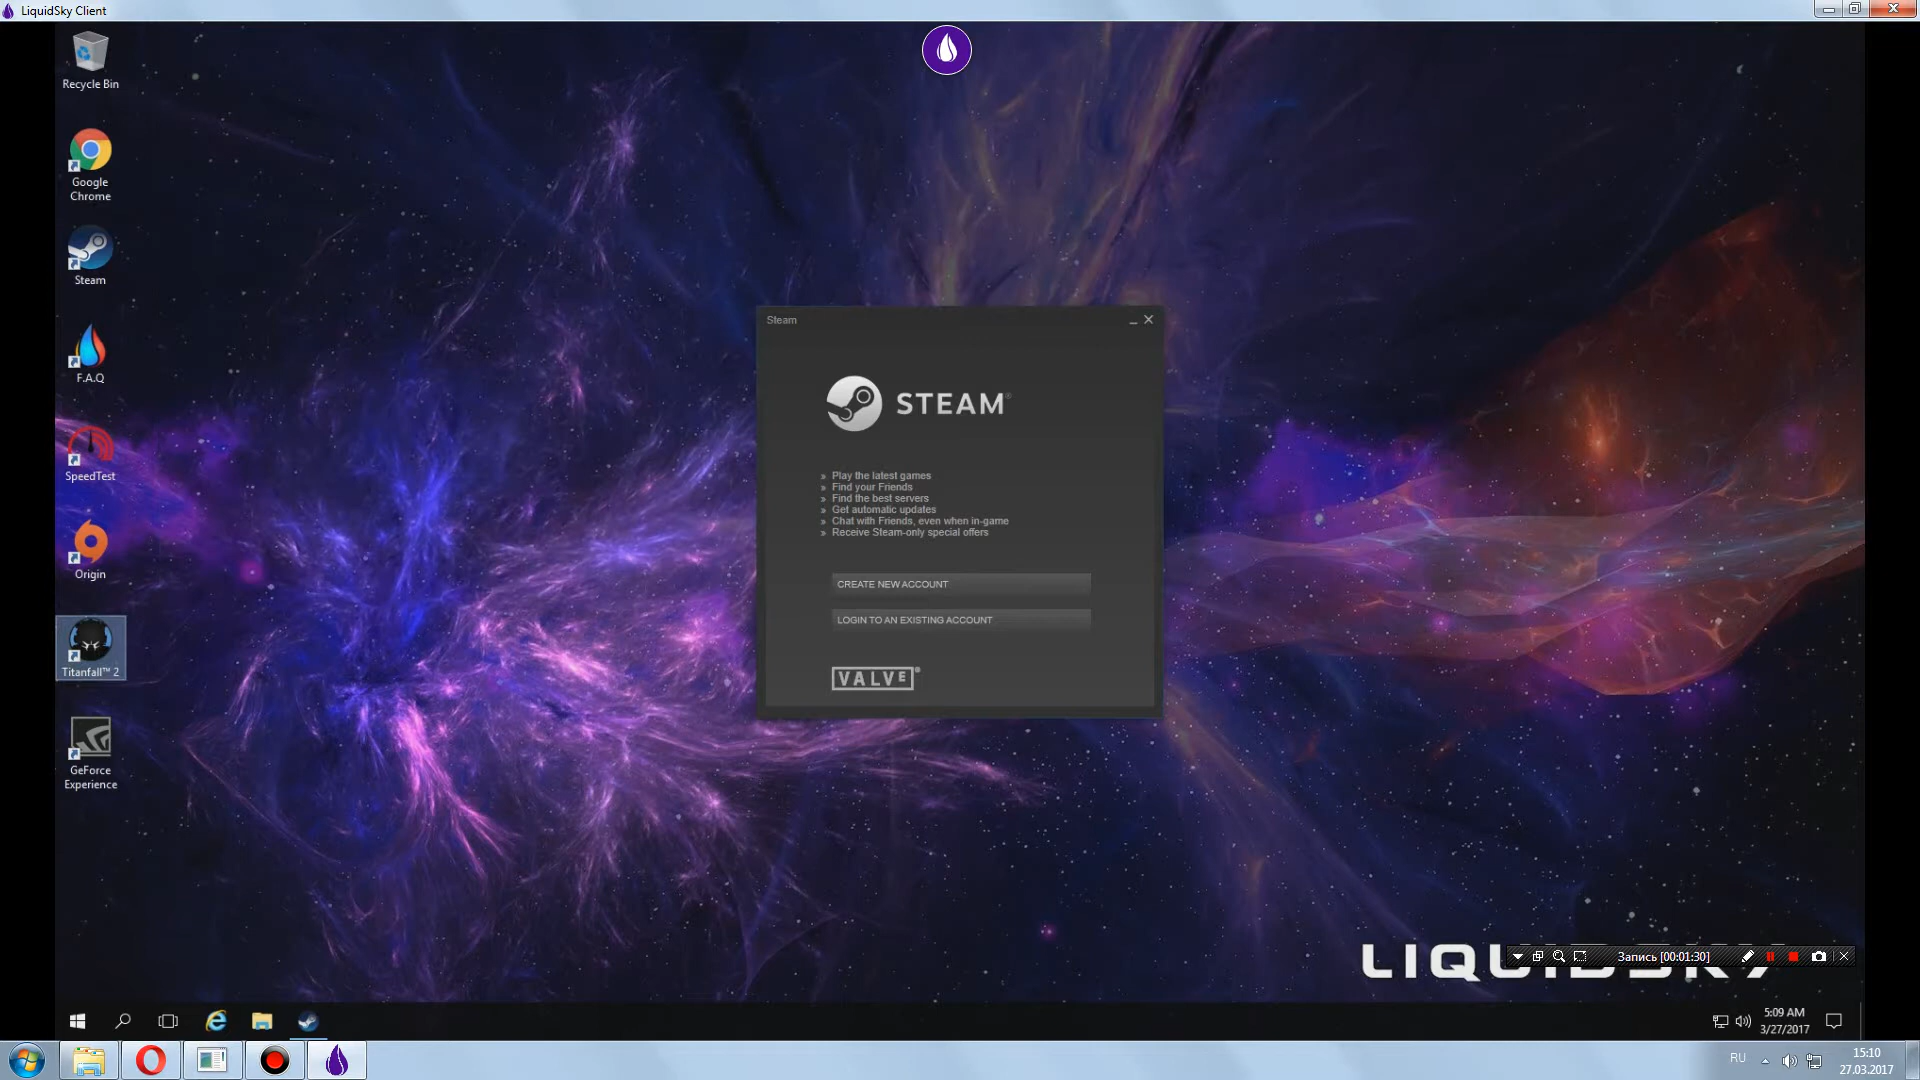 LiquidSky Client
Recycle Bin
Google
Chrome
Steam
F.A.Q
SpeedTest
Origin
Titanfall™ 2
GeForce
Experience
Steam
STEAM®
» Play the latest games
» Find your Friends
» Find the best servers
» Get automatic updates
» Chat with Friends, even when in-game
» Receive Steam-only special offers
CREATE NEW ACCOUNT
LOGIN TO AN EXISTING ACCOUNT
VALVE®
LIQUIDSKY
Запись [00:01:30]
5:09 AM
3/27/2017
RU
15:10
27.03.2017